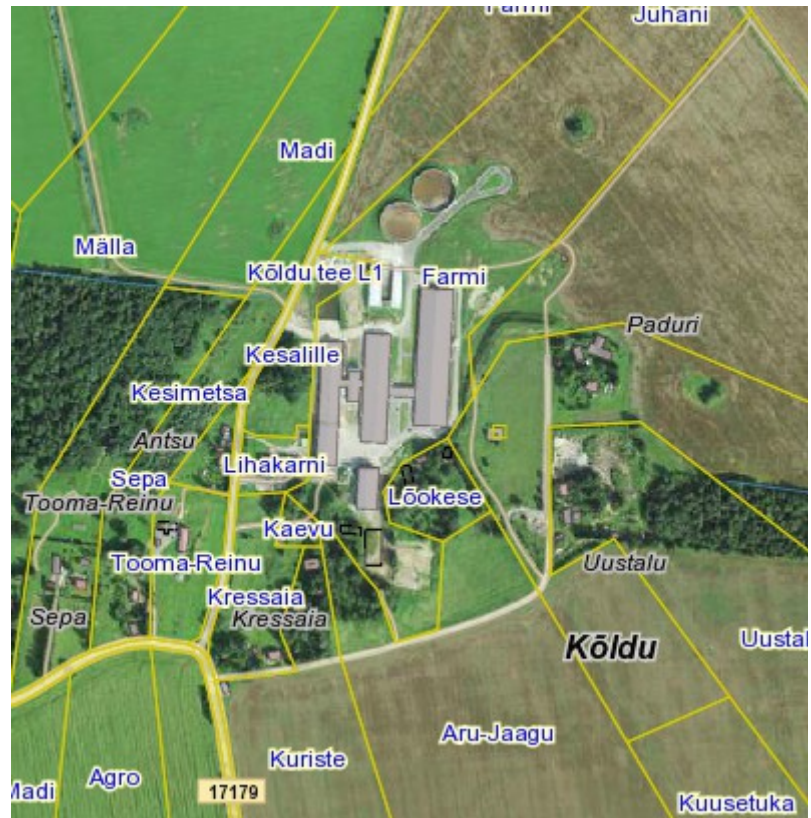 Farmi
Juhani
Madi
Mälla
Kõldu tee L1
Farmi
Paduri
Kesalille
Kesimetsa
Antsu
Sepa
Lihakarni
Lõokese
Tooma-Reinu
Kaevu
Tooma-Reinu
Uustalu
Kressaia
Sepa
Kressaia
Kõldu
Uustal
Aru-Jaagu
Kuriste
Agro
Madi
17179
Kuusetuka